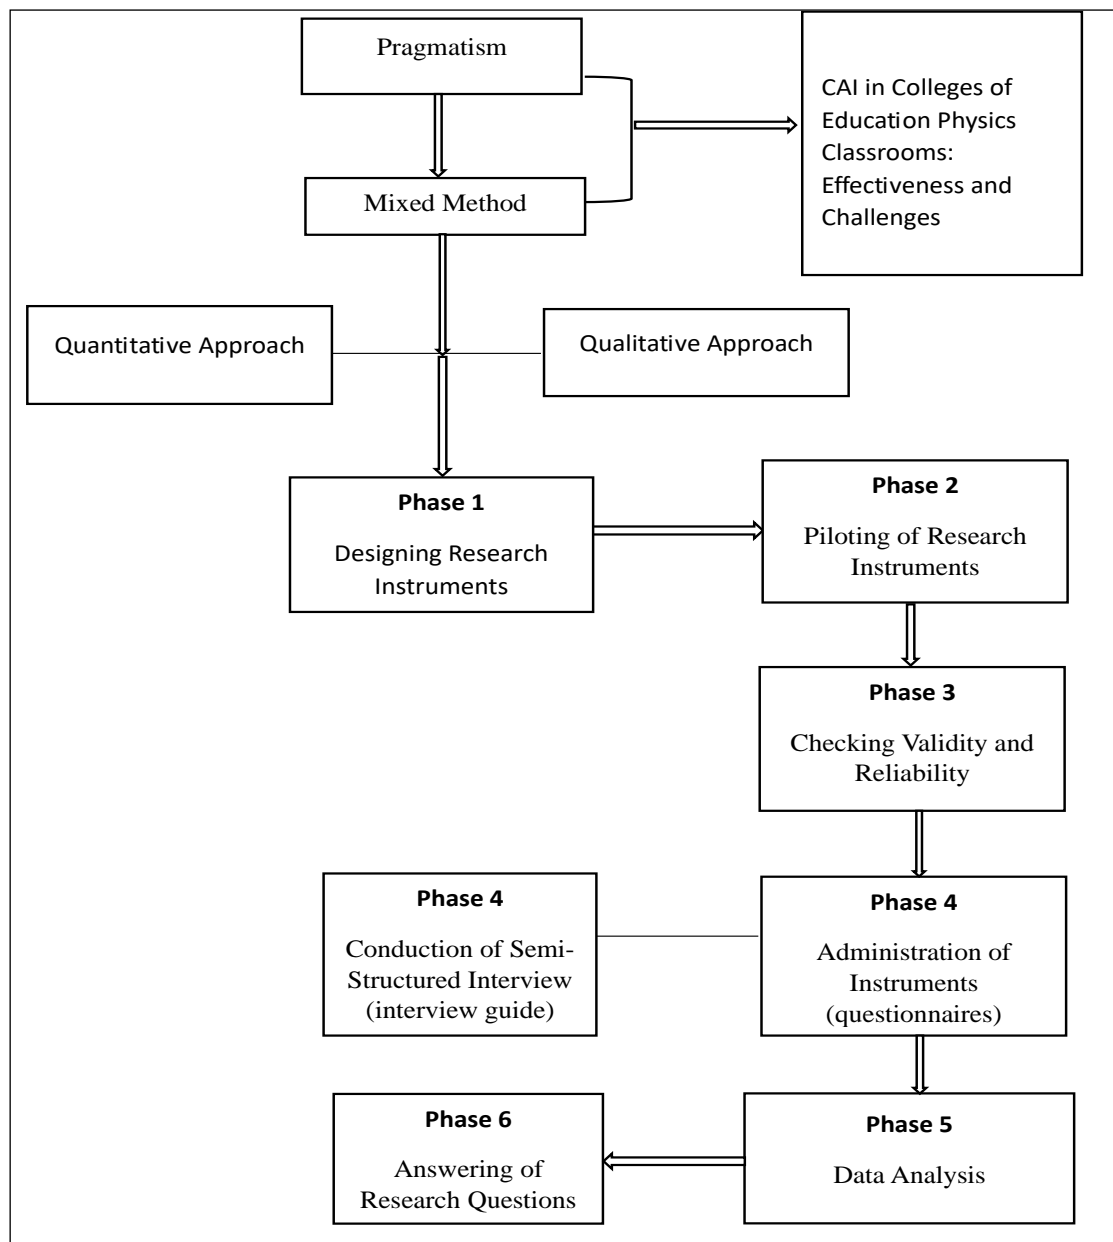 Pragmatism
CAI in Colleges of
Education Physics
Classrooms:
Effectiveness and
Challenges
Mixed Method
Quantitative Approach
Qualitative Approach
Phase 1
Designing Research
Instruments
Phase 2
Piloting of Research
Instruments
Phase 3
Checking Validity and
Reliability
Phase 4
Conduction of Semi-
Structured Interview
(interview guide)
Phase 4
Administration of
Instruments
(questionnaires)
Phase 5
Data Analysis
Phase 6
Answering of
Research Questions